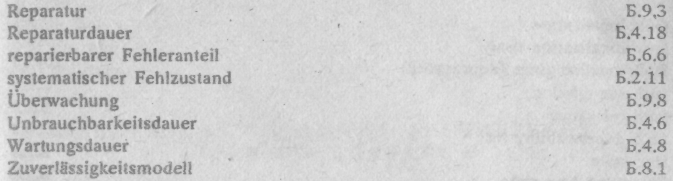 Reparatur Б.9,3
Reparaturdauer Б.4.18
reparierbarer Fehleranteil Б.6.6
systematischer Fehlzustand Б.2.11
Überwachung Б.9.8
Unbrauchbarkeitsdauer Б.4.6
Wartungsdauer Б.4.8
Zuverlässigkeitsmodell Б.8.1